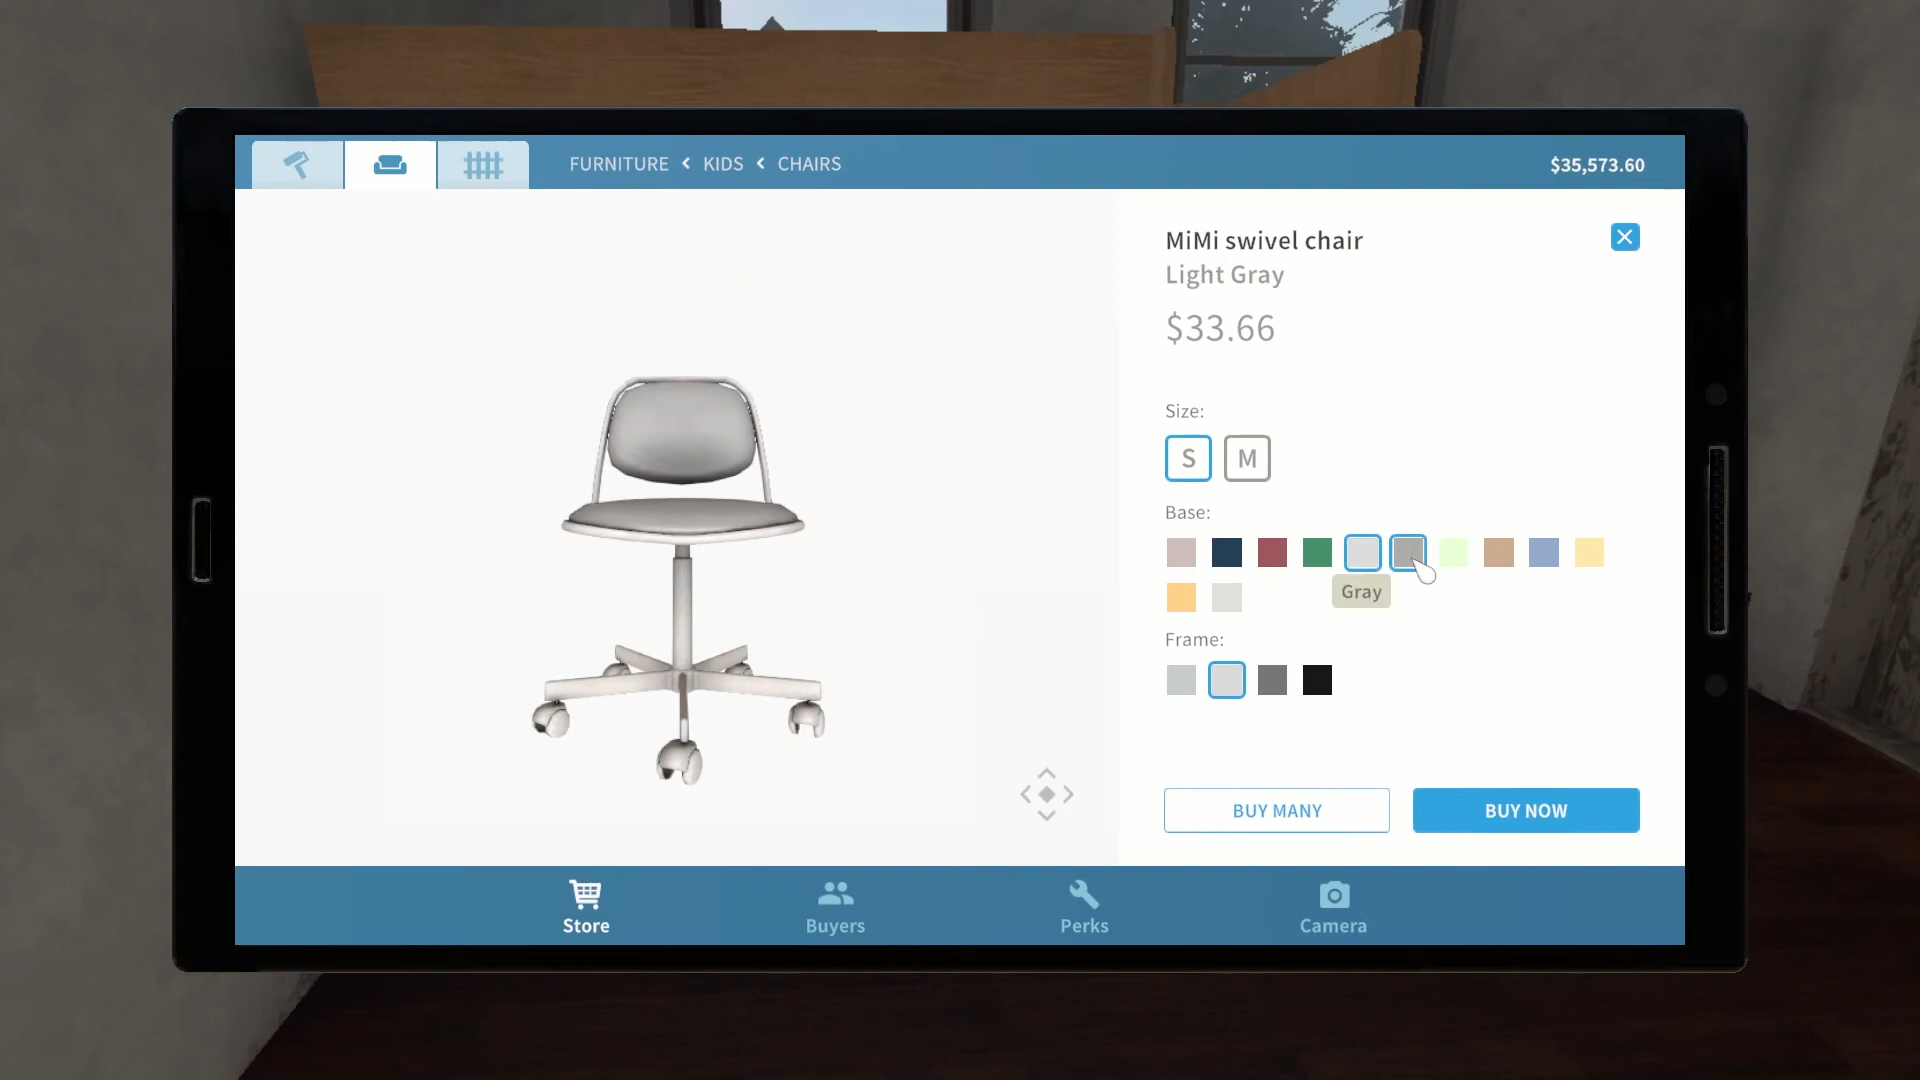 FURNITURE < KIDS < CHAIRS
$35,573.60
MiMi swivel chair
Light Gray
$33.66
Size:
S M
Base:
Gray
Frame:
BUY MANY
BUY NOW
Store
Buyers
Perks
Camera